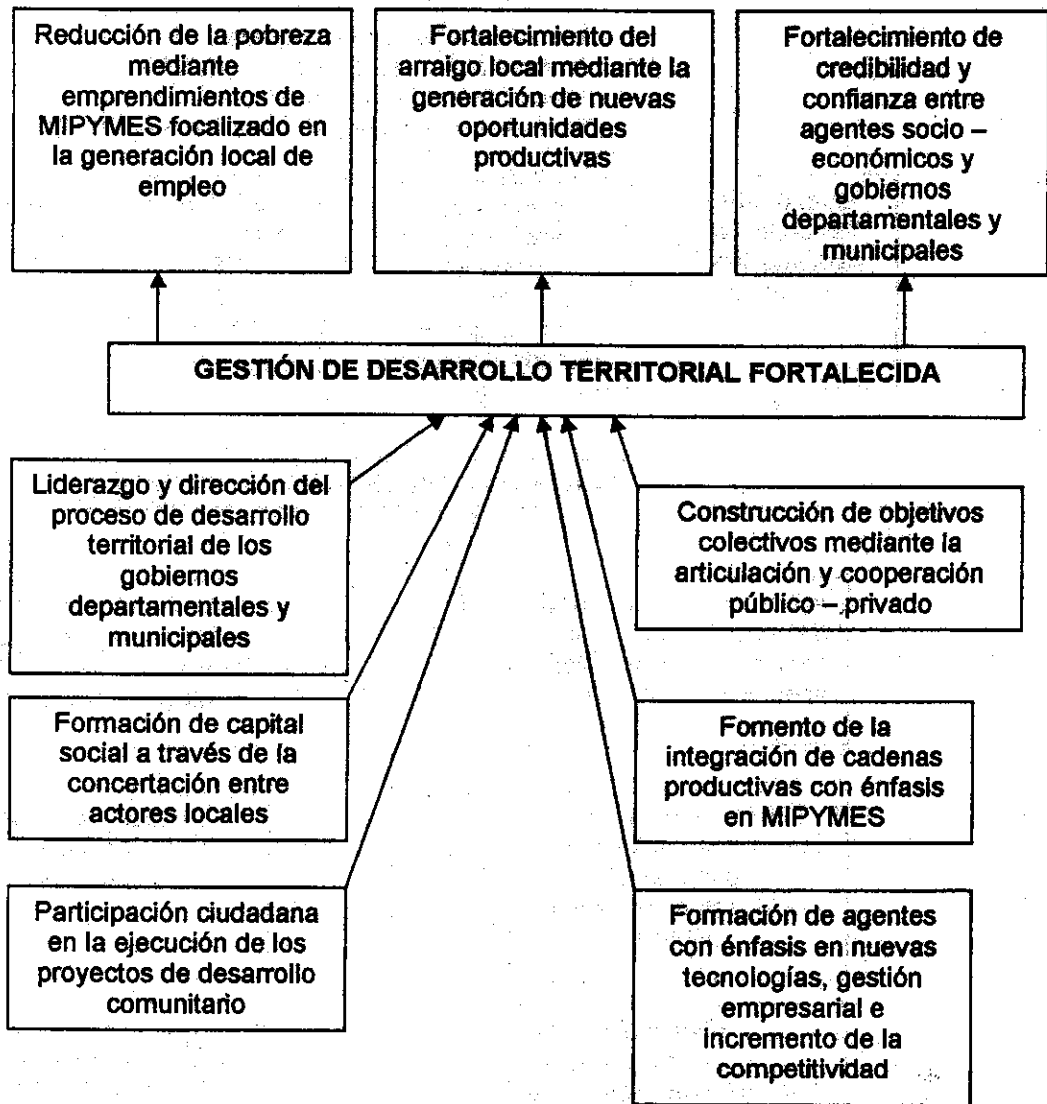 Reducción de la pobreza
mediante
emprendimientos de
MIPYMES focalizado en
la generación local de
empleo
Fortalecimiento del
arraigo local mediante la
generación de nuevas
oportunidades
productivas
Fortalecimiento de
credibilidad y
confianza entre
agentes socio –
económicos y
gobiernos
departamentales y
municipales
GESTIÓN DE DESARROLLO TERRITORIAL FORTALECIDA
Liderazgo y dirección del
proceso de desarrollo
territorial de los
gobiernos
departamentales y
municipales
Construcción de objetivos
colectivos mediante la
articulación y cooperación
público – privado
Formación de capital
social a través de la
concertación entre
actores locales
Fomento de la
integración de cadenas
productivas con énfasis
en MIPYMES
Participación ciudadana
en la ejecución de los
proyectos de desarrollo
comunitario
Formación de agentes
con énfasis en nuevas
tecnologías, gestión
empresarial e
incremento de la
competitividad